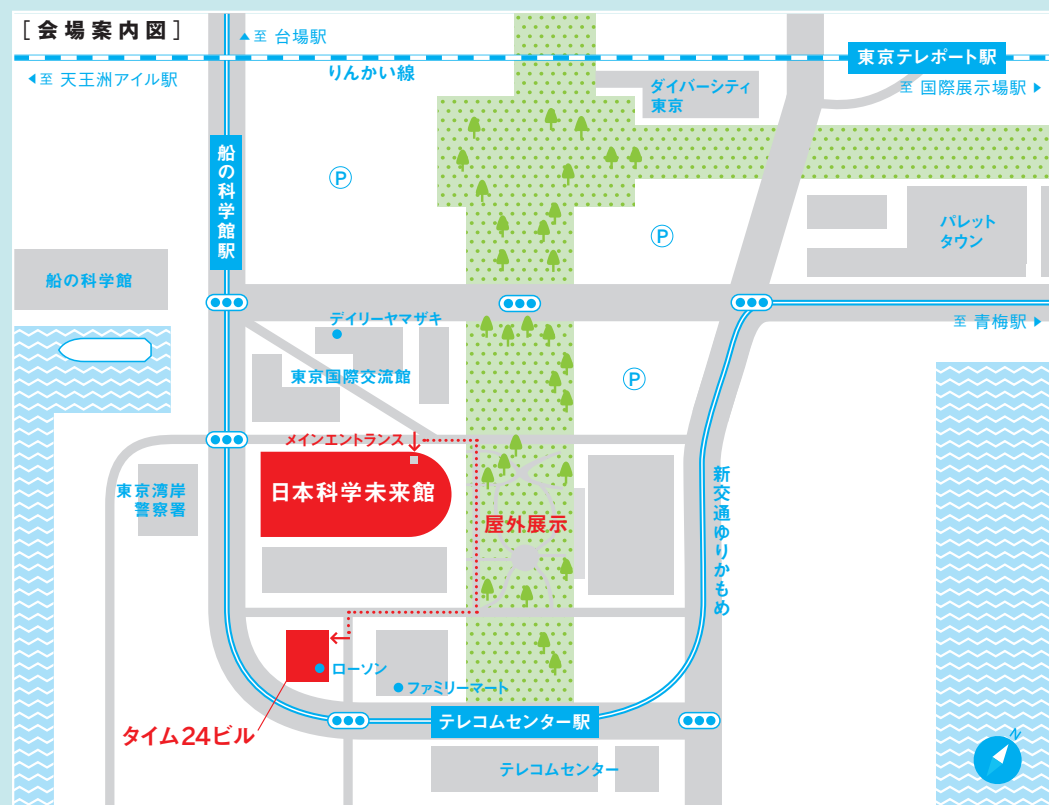 [会場案内図]
▲至 台場駅
りんかい線
東京テレポート駅
◀至 天王洲アイル駅
至 国際展示場駅▶
ダイバーシティ
東京
船の科学館駅
P
P
パレット
タウン
船の科学館
デイリーヤマザキ
至 青梅駅▶
東京国際交流館
P
メインエントランス
日本科学未来館
東京湾岸
警察署
屋外展示
新交通ゆりかもめ
ローソン
ファミリーマート
タイム24ビル
テレコムセンター駅
テレコムセンター
N